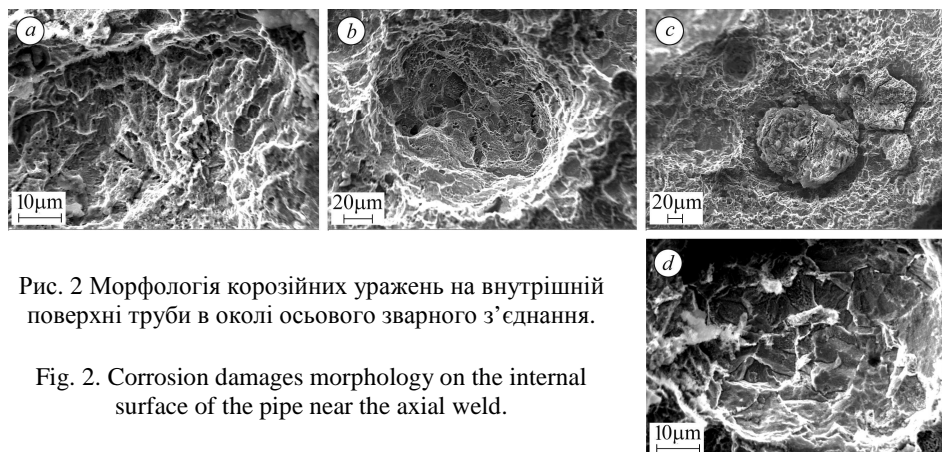 a
b
c
10μm
20μm
20μm
d
Рис. 2 Морфологія корозійних уражень на внутрішній
поверхні труби в околі осьового зварного з’єднання.
Fig. 2. Corrosion damages morphology on the internal
surface of the pipe near the axial weld.
10μm